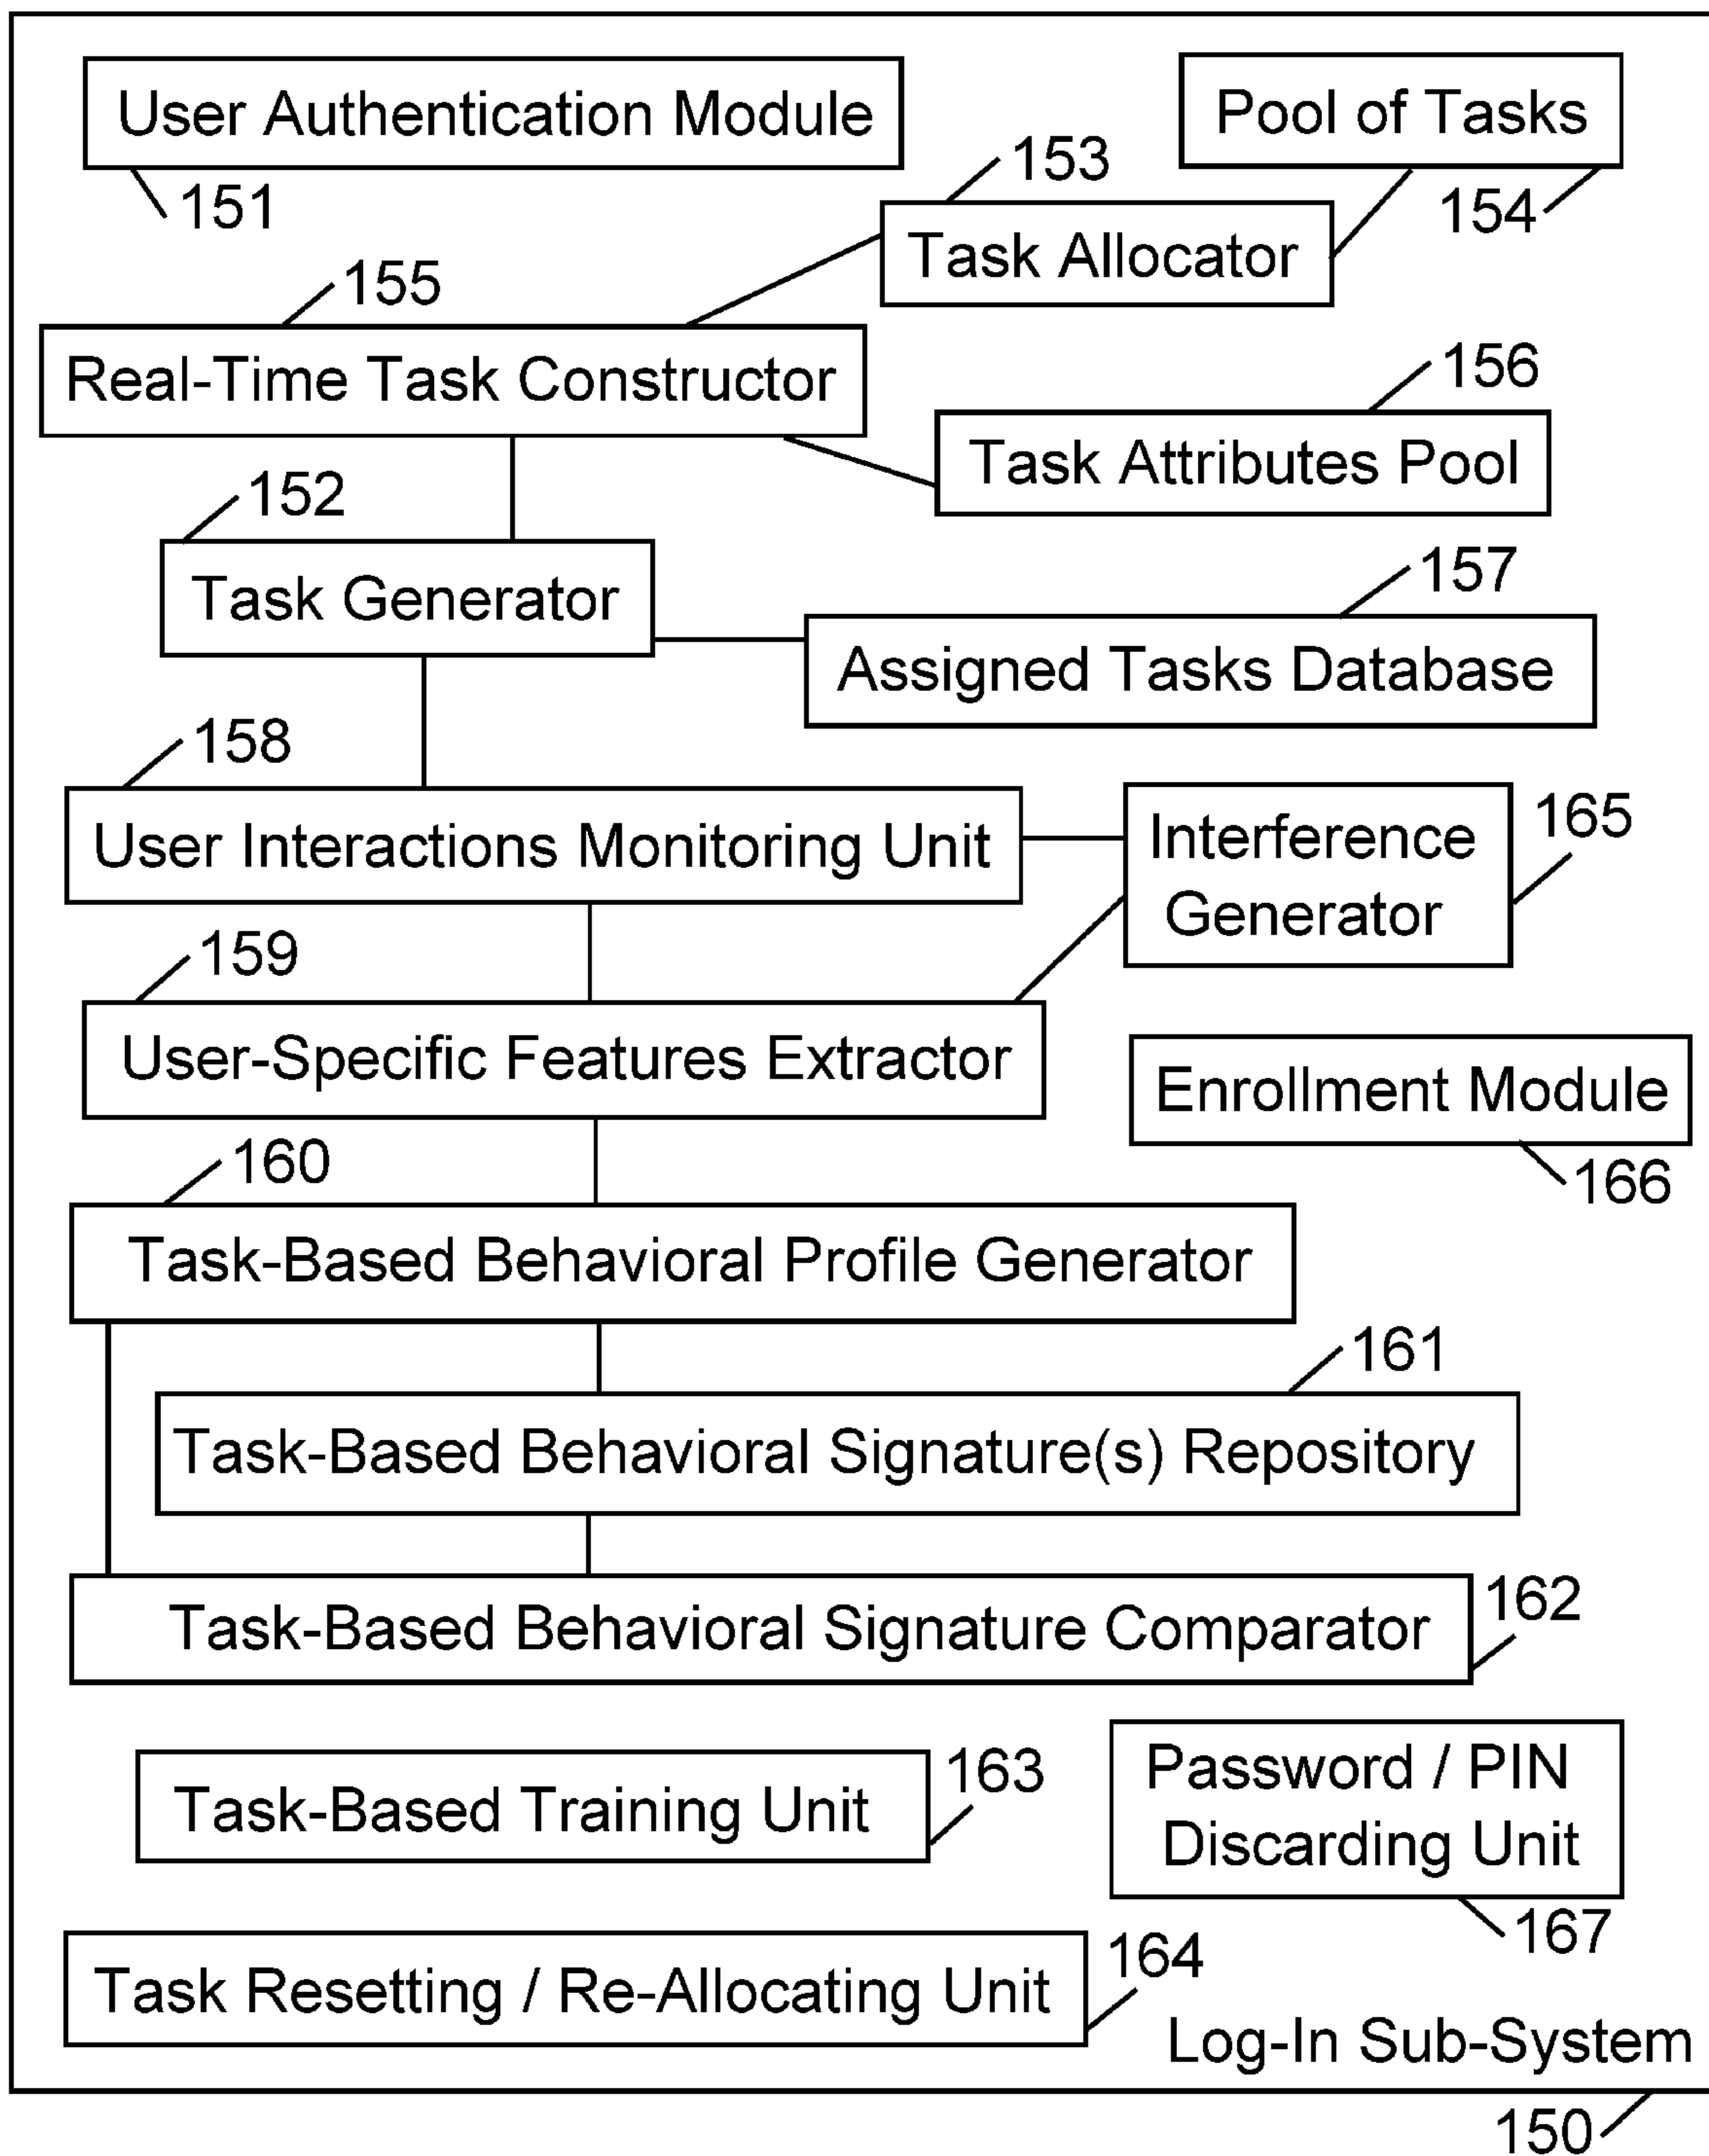 User Authentication Module
151
Pool of Tasks
154
153
Task Allocator
155
Real-Time Task Constructor
156
Task Attributes Pool
152
Task Generator
157
Assigned Tasks Database
158
User Interactions Monitoring Unit
Interference
Generator
165
159
User-Specific Features Extractor
Enrollment Module
166
160
Task-Based Behavioral Profile Generator
161
Task-Based Behavioral Signature(s) Repository
Task-Based Behavioral Signature Comparator
162
Task-Based Training Unit
163
Password / PIN
Discarding Unit
167
Task Resetting / Re-Allocating Unit
164
Log-In Sub-System
150